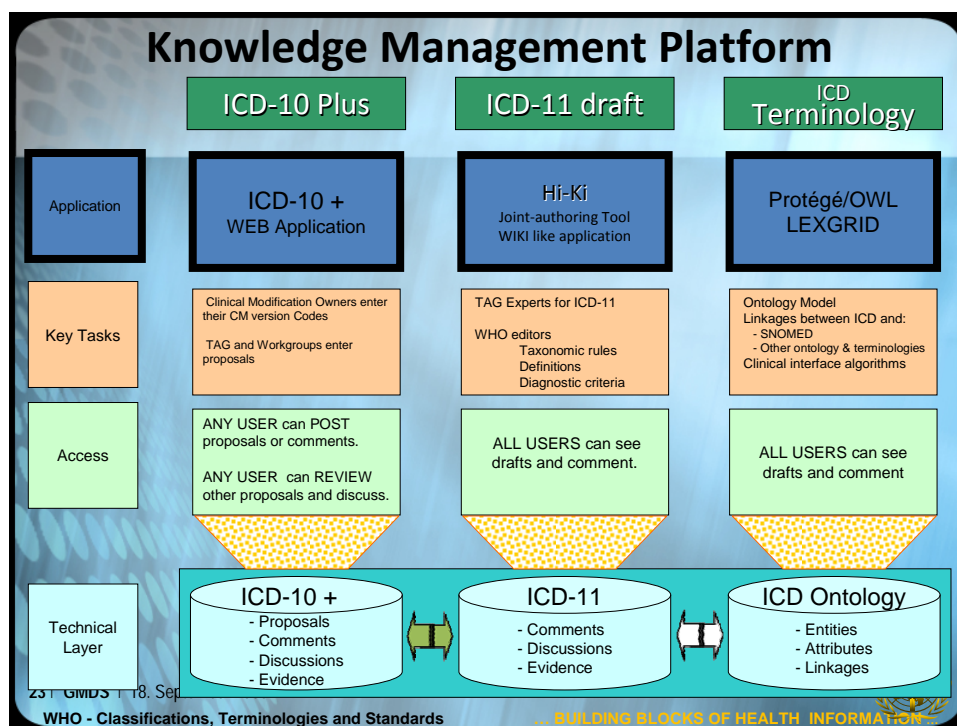 Knowledge Management Platform
ICD-10 Plus
ICD-11 draft
ICD
Terminology
Application
ICD-10 +
WEB Application
Hi-Ki
Joint-authoring Tool
WIKI like application
Protégé/OWL
LEXGRID
Key Tasks
Clinical Modification Owners enter
their CM version Codes
TAG and Workgroups enter
proposals
TAG Experts for ICD-11
WHO editors
Taxonomic rules
Definitions
Diagnostic criteria
Ontology Model
Linkages between ICD and:
- SNOMED
- Other ontology & terminologies
Clinical interface algorithms
Access
ANY USER can POST
proposals or comments.
ANY USER can REVIEW
other proposals and discuss.
ALL USERS can see
drafts and comment.
ALL USERS can see
drafts and comment
Technical
Layer
ICD-10 +
- Proposals
- Comments
- Discussions
- Evidence
ICD-11
- Comments
- Discussions
- Evidence
ICD Ontology
- Entities
- Attributes
- Linkages
23 | GMDS | 18. Sep
WHO - Classifications, Terminologies and Standards
... BUILDING BLOCKS OF HEALTH INFORMATION ...